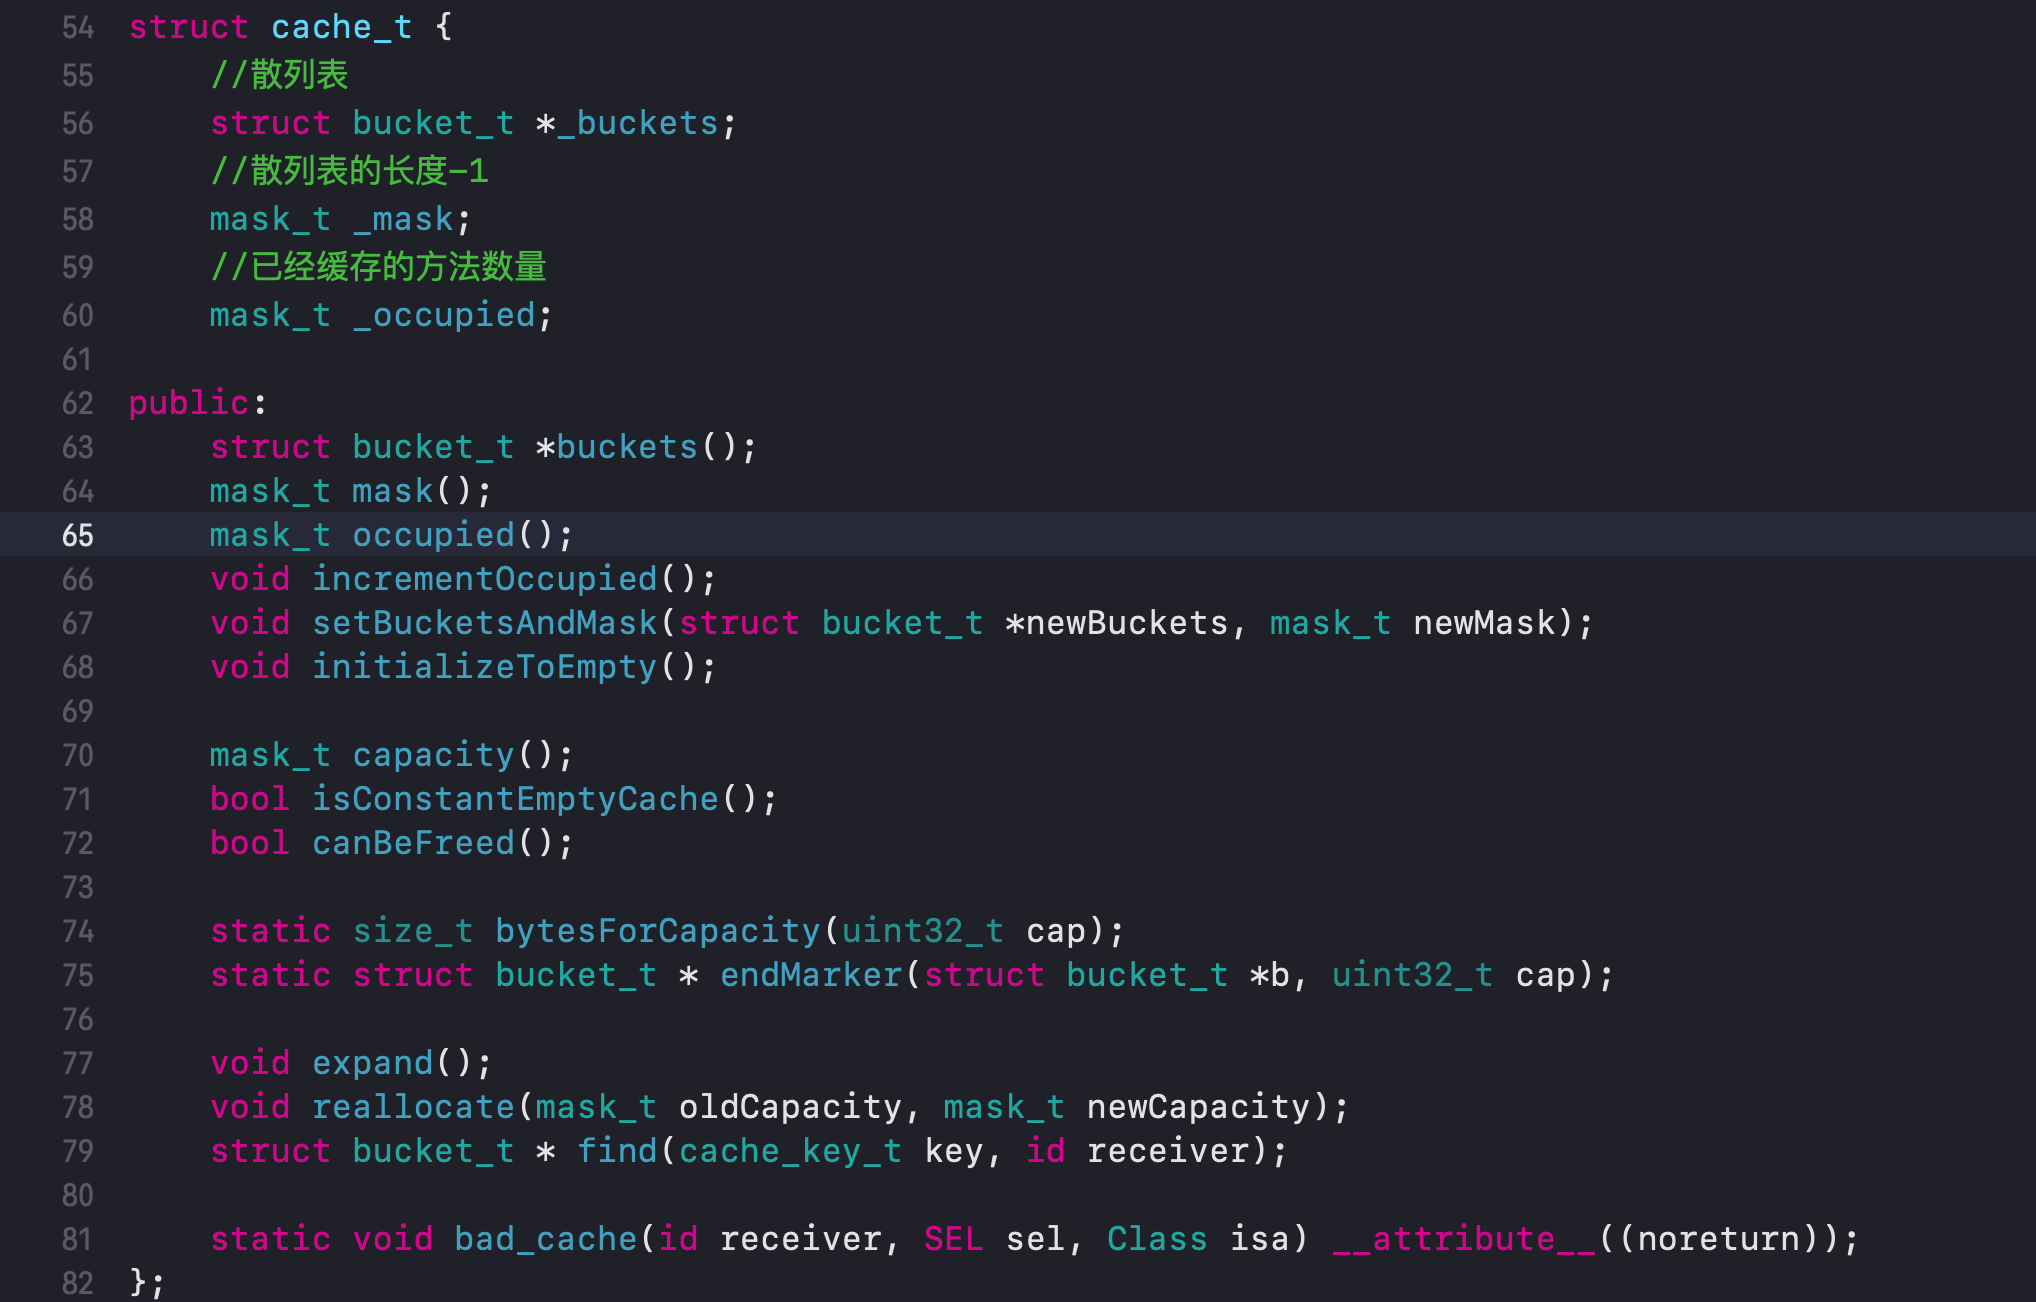 54 struct cache_t {
55     //散列表
56     struct bucket_t *_buckets;
57     //散列表的长度-1
58     mask_t _mask;
59     //已经缓存的方法数量
60     mask_t _occupied;
61
62 public:
63     struct bucket_t *buckets();
64     mask_t mask();
65     mask_t occupied();
66     void incrementOccupied();
67     void setBucketsAndMask(struct bucket_t *newBuckets, mask_t newMask);
68     void initializeToEmpty();
69
70     mask_t capacity();
71     bool isConstantEmptyCache();
72     bool canBeFreed();
73
74     static size_t bytesForCapacity(uint32_t cap);
75     static struct bucket_t * endMarker(struct bucket_t *b, uint32_t cap);
76
77     void expand();
78     void reallocate(mask_t oldCapacity, mask_t newCapacity);
79     struct bucket_t * find(cache_key_t key, id receiver);
80
81     static void bad_cache(id receiver, SEL sel, Class isa) __attribute__((noreturn));
82 };